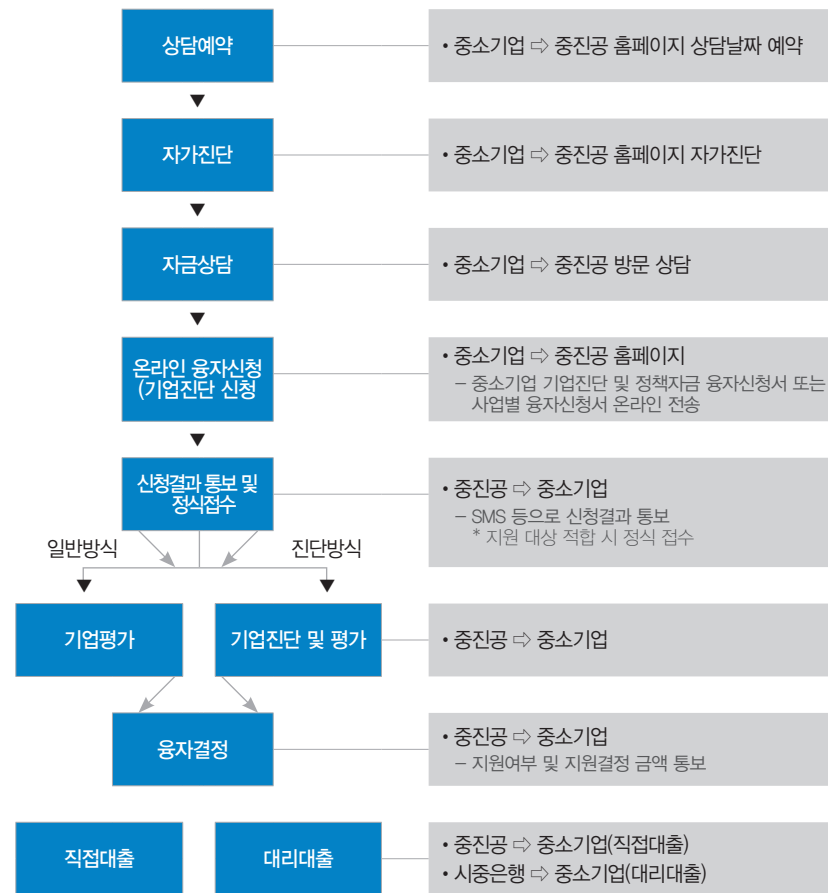 상담예약
• 중소기업 ⇨ 중진공 홈페이지 상담날짜 예약
▼
자가진단
• 중소기업 ⇨ 중진공 홈페이지 자가진단
▼
자금상담
• 중소기업 ⇨ 중진공 방문 상담
▼
온라인 융자신청
(기업진단 신청
• 중소기업 ⇨ 중진공 홈페이지
– 중소기업 기업진단 및 정책자금 융자신청서 또는
사업별 융자신청서 온라인 전송
▼
신청결과 통보 및
정식접수
• 중진공 ⇨ 중소기업
– SMS 등으로 신청결과 통보
* 지원 대상 적합 시 정식 접수
일반방식
진단방식
▼ ▼
기업평가
기업진단 및 평가
• 중진공 ⇨ 중소기업
융자결정
• 중진공 ⇨ 중소기업
– 지원여부 및 지원결정 금액 통보
직접대출
대리대출
• 중진공 ⇨ 중소기업(직접대출)
• 시중은행 ⇨ 중소기업(대리대출)